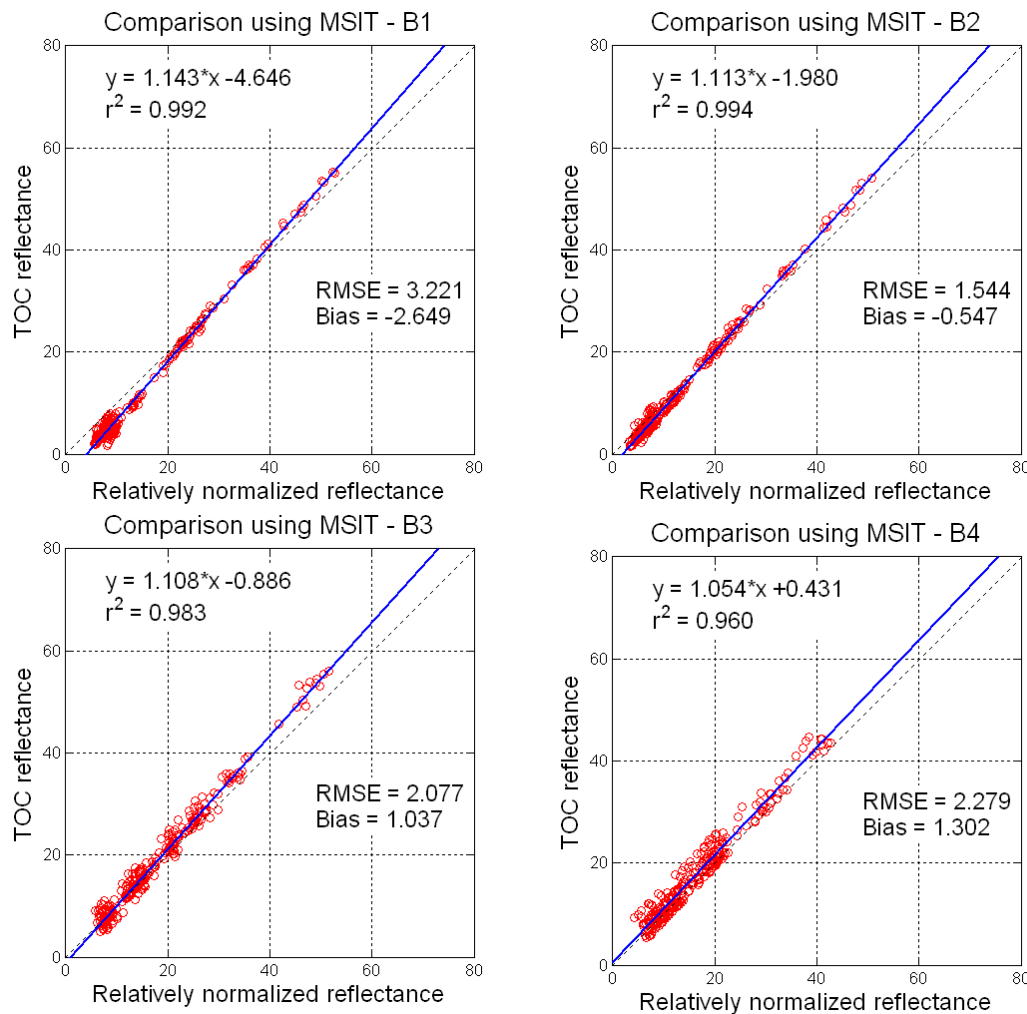 Comparison using MSIT - B1
80
y = 1.143*x -4.646
r² = 0.992
60
TOC reflectance
40
RMSE = 3.221
Bias = -2.649
20
0
0 20 40 60 80
Relatively normalized reflectance
Comparison using MSIT - B2
80
y = 1.113*x -1.980
r² = 0.994
60
TOC reflectance
40
RMSE = 1.544
Bias = -0.547
20
0
0 20 40 60 80
Relatively normalized reflectance
Comparison using MSIT - B3
80
y = 1.108*x -0.886
r² = 0.983
60
TOC reflectance
40
RMSE = 2.077
Bias = 1.037
20
0
0 20 40 60 80
Relatively normalized reflectance
Comparison using MSIT - B4
80
y = 1.054*x +0.431
r² = 0.960
60
TOC reflectance
40
RMSE = 2.279
Bias = 1.302
20
0
0 20 40 60 80
Relatively normalized reflectance